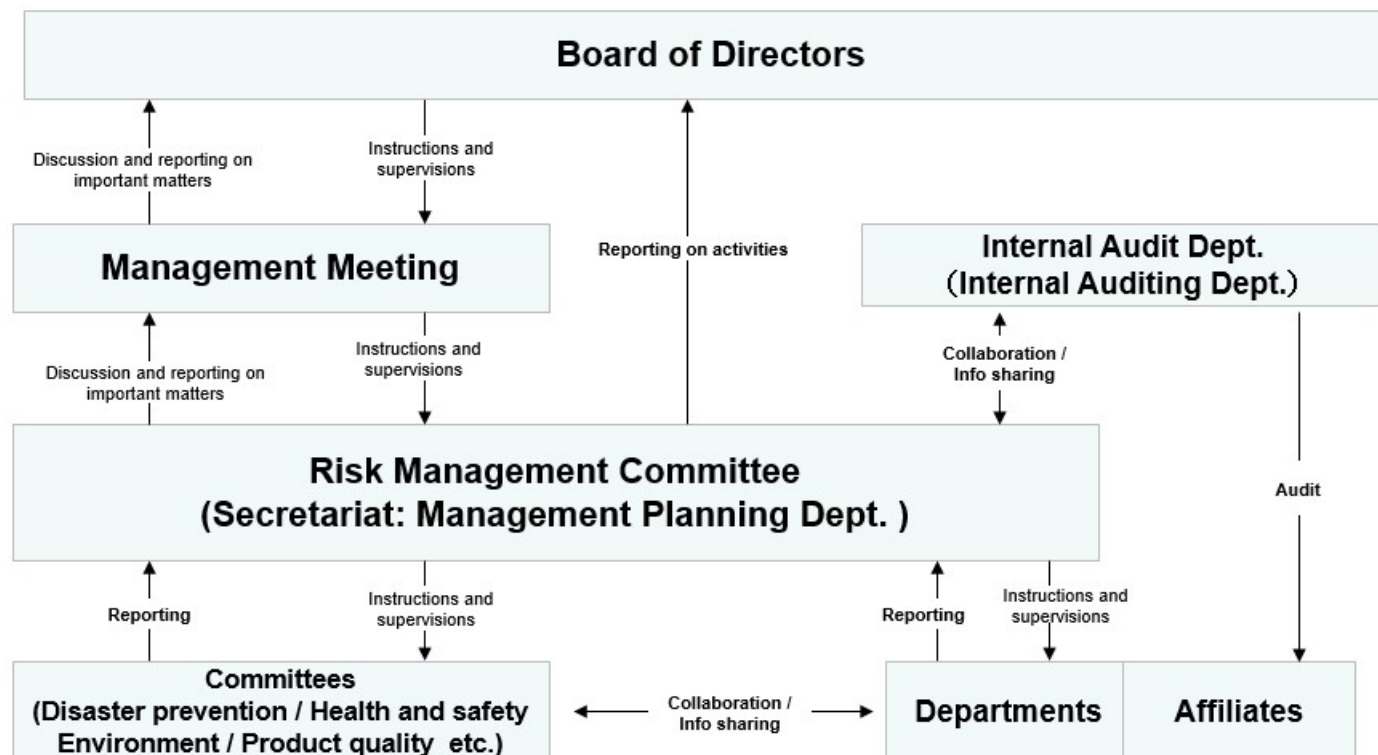 Board of Directors
Discussion and reporting on
important matters
Instructions and
supervisions
Reporting on activities
Management Meeting
Internal Audit Dept.
（Internal Auditing Dept.）
Discussion and reporting on
important matters
Instructions and
supervisions
Collaboration /
Info sharing
Risk Management Committee
(Secretariat: Management Planning Dept. )
Audit
Reporting
Instructions and
supervisions
Reporting
Instructions and
supervisions
Committees
(Disaster prevention / Health and safety
Environment / Product quality etc.)
Collaboration /
Info sharing
Departments
Affiliates